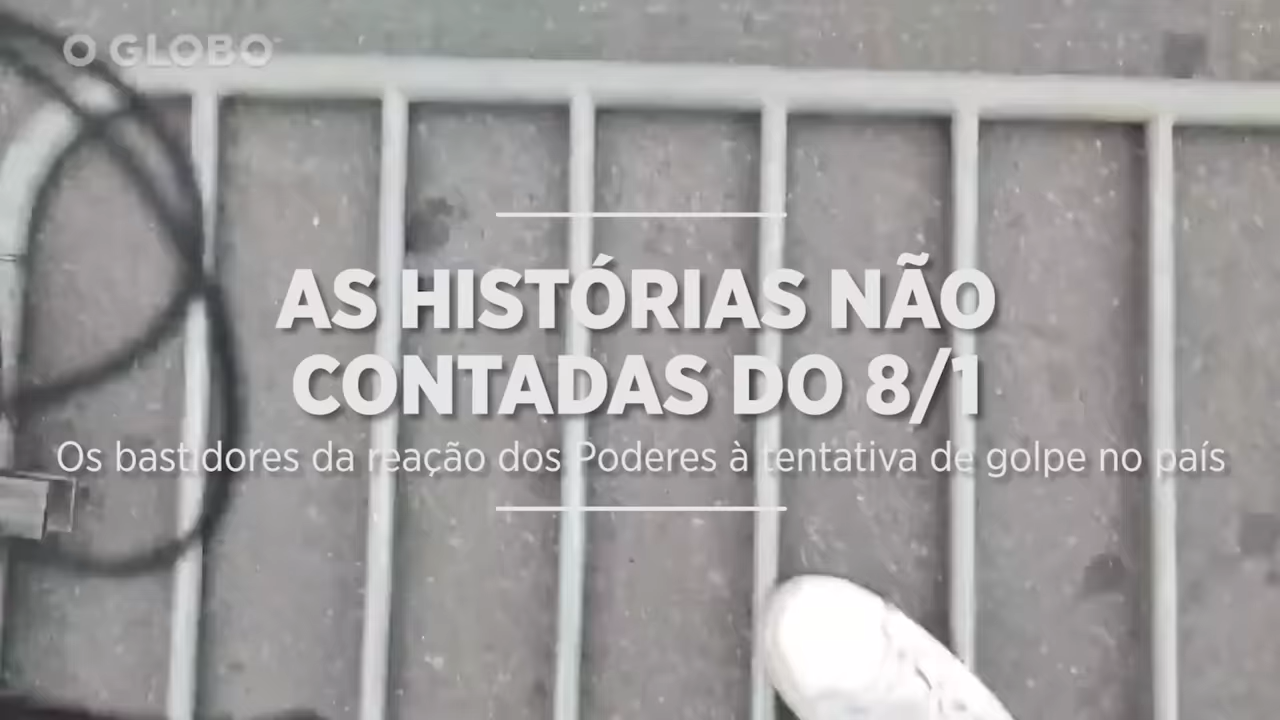 O GLOBO
AS HISTÓRIAS NÃO
CONTADAS DO 8/1
Os bastidores da reação dos Poderes à tentativa de golpe no país